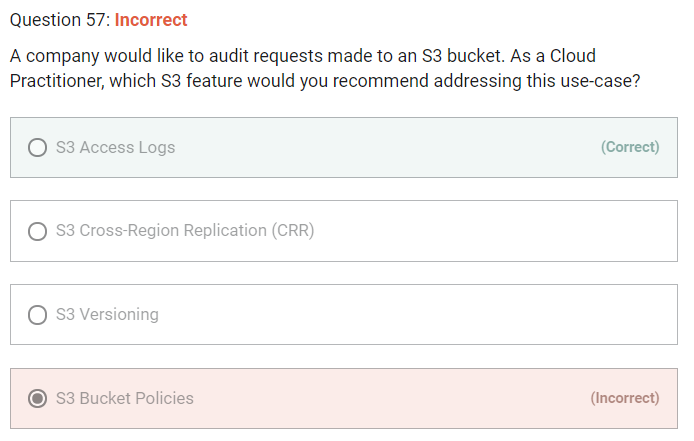 Question 57: Incorrect
A company would like to audit requests made to an S3 bucket. As a Cloud
Practitioner, which S3 feature would you recommend addressing this use-case?
S3 Access Logs (Correct)
S3 Cross-Region Replication (CRR)
S3 Versioning
S3 Bucket Policies (Incorrect)